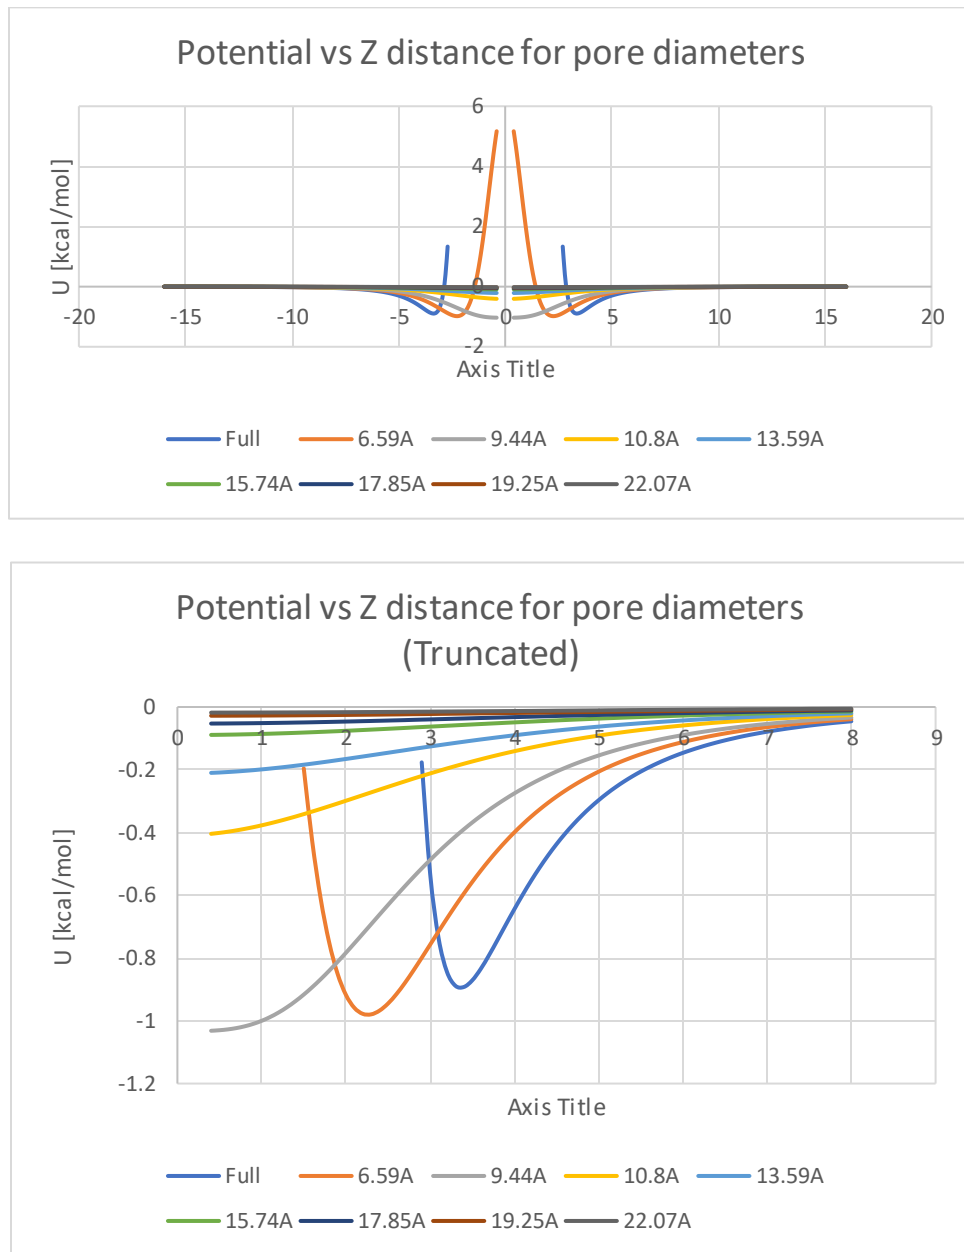 Potential vs Z distance for pore diameters
6
4
2
0
-2
-20 -15 -10 -5 0 5 10 15 20
U [kcal/mol]
Axis Title
Full 6.59A 9.44A 10.8A 13.59A
15.74A 17.85A 19.25A 22.07A
Potential vs Z distance for pore diameters
(Truncated)
0
0 1 2 3 4 5 6 7 8 9
-0.2
-0.4
-0.6
-0.8
-1
-1.2
U [kcal/mol]
Axis Title
Full 6.59A 9.44A 10.8A 13.59A
15.74A 17.85A 19.25A 22.07A